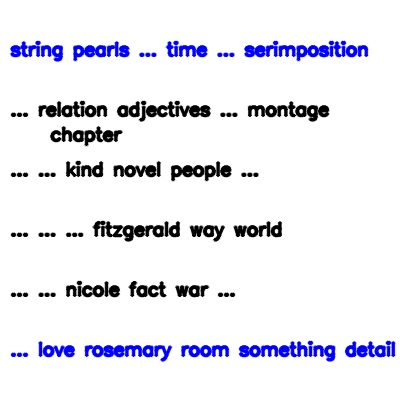 string pearls ... time ... serimposition
... relation adjectives ... montage
chapter
... ... kind novel people ...
... ... ... fitzgerald way world
... ... nicole fact war ...
... love rosemary room something detail